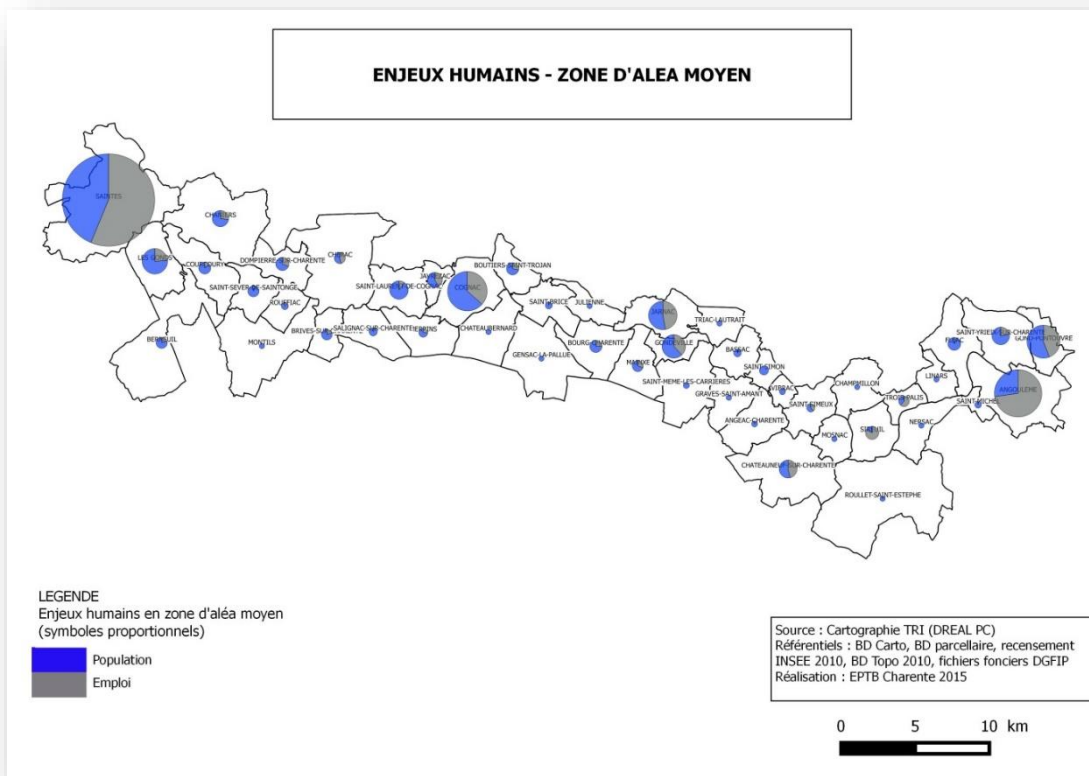 ENJEUX HUMAINS - ZONE D'ALEA MOYEN
SAINTES
CHANIERS
LES GONDS
COURCOURY
DOMPIERRE-SUR-CHARENTE
CHERAC
SAINT-SEVER-DE-SAINTONGE
ROUFFIAC
BERNEUIL
MONTILS
SALIGNAC-SUR-CHARENTE
SAINT-LAURENT-DE-COGNAC
JAVREZAC
COGNAC
BOUTIERS-SAINT-TROJAN
CHATEAUBERNARD
SAINT-BRICE
JULIENNE
GENSAC-LA-PALLUE
BOURG-CHARENTE
MAINXE
JARNAC
GONDEVILLE
TRIAC-LAUTRAIT
BASSAC
SAINT-SIMON
SAINT-MEME-LES-CARRIERES
GRAVES-SAINT-AMANT
VIBRAC
ANGEAC-CHARENTE
SAINT-SIMEUX
CHAMPMILLON
MOSNAC
SIREUIL
TROIS-PALIS
NERSAC
CHATEAUNEUF-SUR-CHARENTE
ROULLET-SAINT-ESTEPHE
LINARS
FLEAC
SAINT-YRIEIX-SUR-CHARENTE
GOND-PONTOUVRE
ANGOULEME
SAINT-MICHEL
LEGENDE
Enjeux humains en zone d'aléa moyen
(symboles proportionnels)
Population
Emploi
Source : Cartographie TRI (DREAL PC)
Référentiels : BD Carto, BD parcellaire, recensement
INSEE 2010, BD Topo 2010, fichiers fonciers DGFIP
Réalisation : EPTB Charente 2015
0 5 10 km